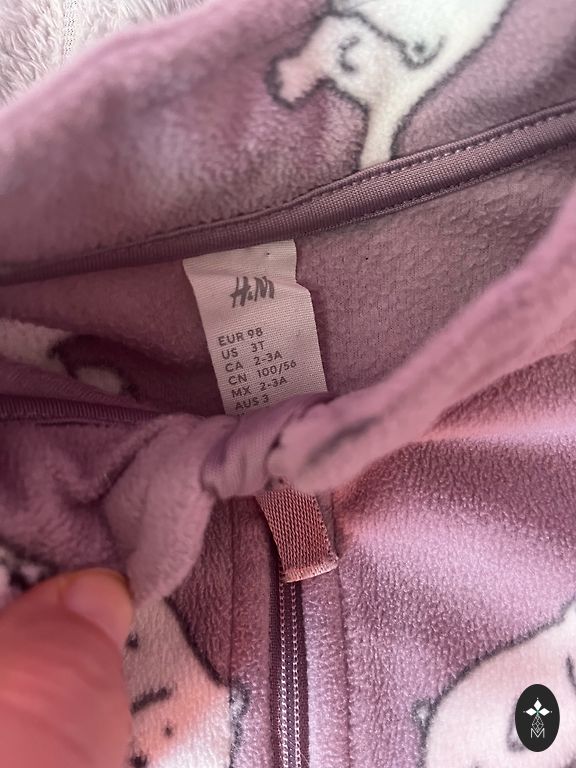 H&M
EUR 98
US 3T
CA 2-3A
CN 100/56
MX 2-3A
AUS 3